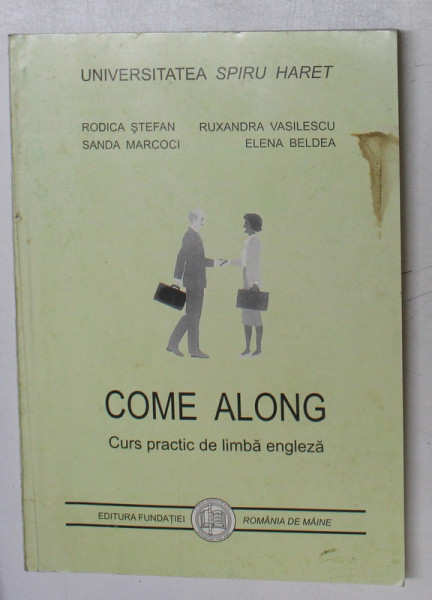 UNIVERSITATEA SPIRU HARET
RODICA ŞTEFAN RUXANDRA VASILESCU
SANDA MARCOCI ELENA BELDEA
COME ALONG
Curs practic de limbă engleză
EDITURA FUNDAŢIEI ROMÂNIA DE MÂINE